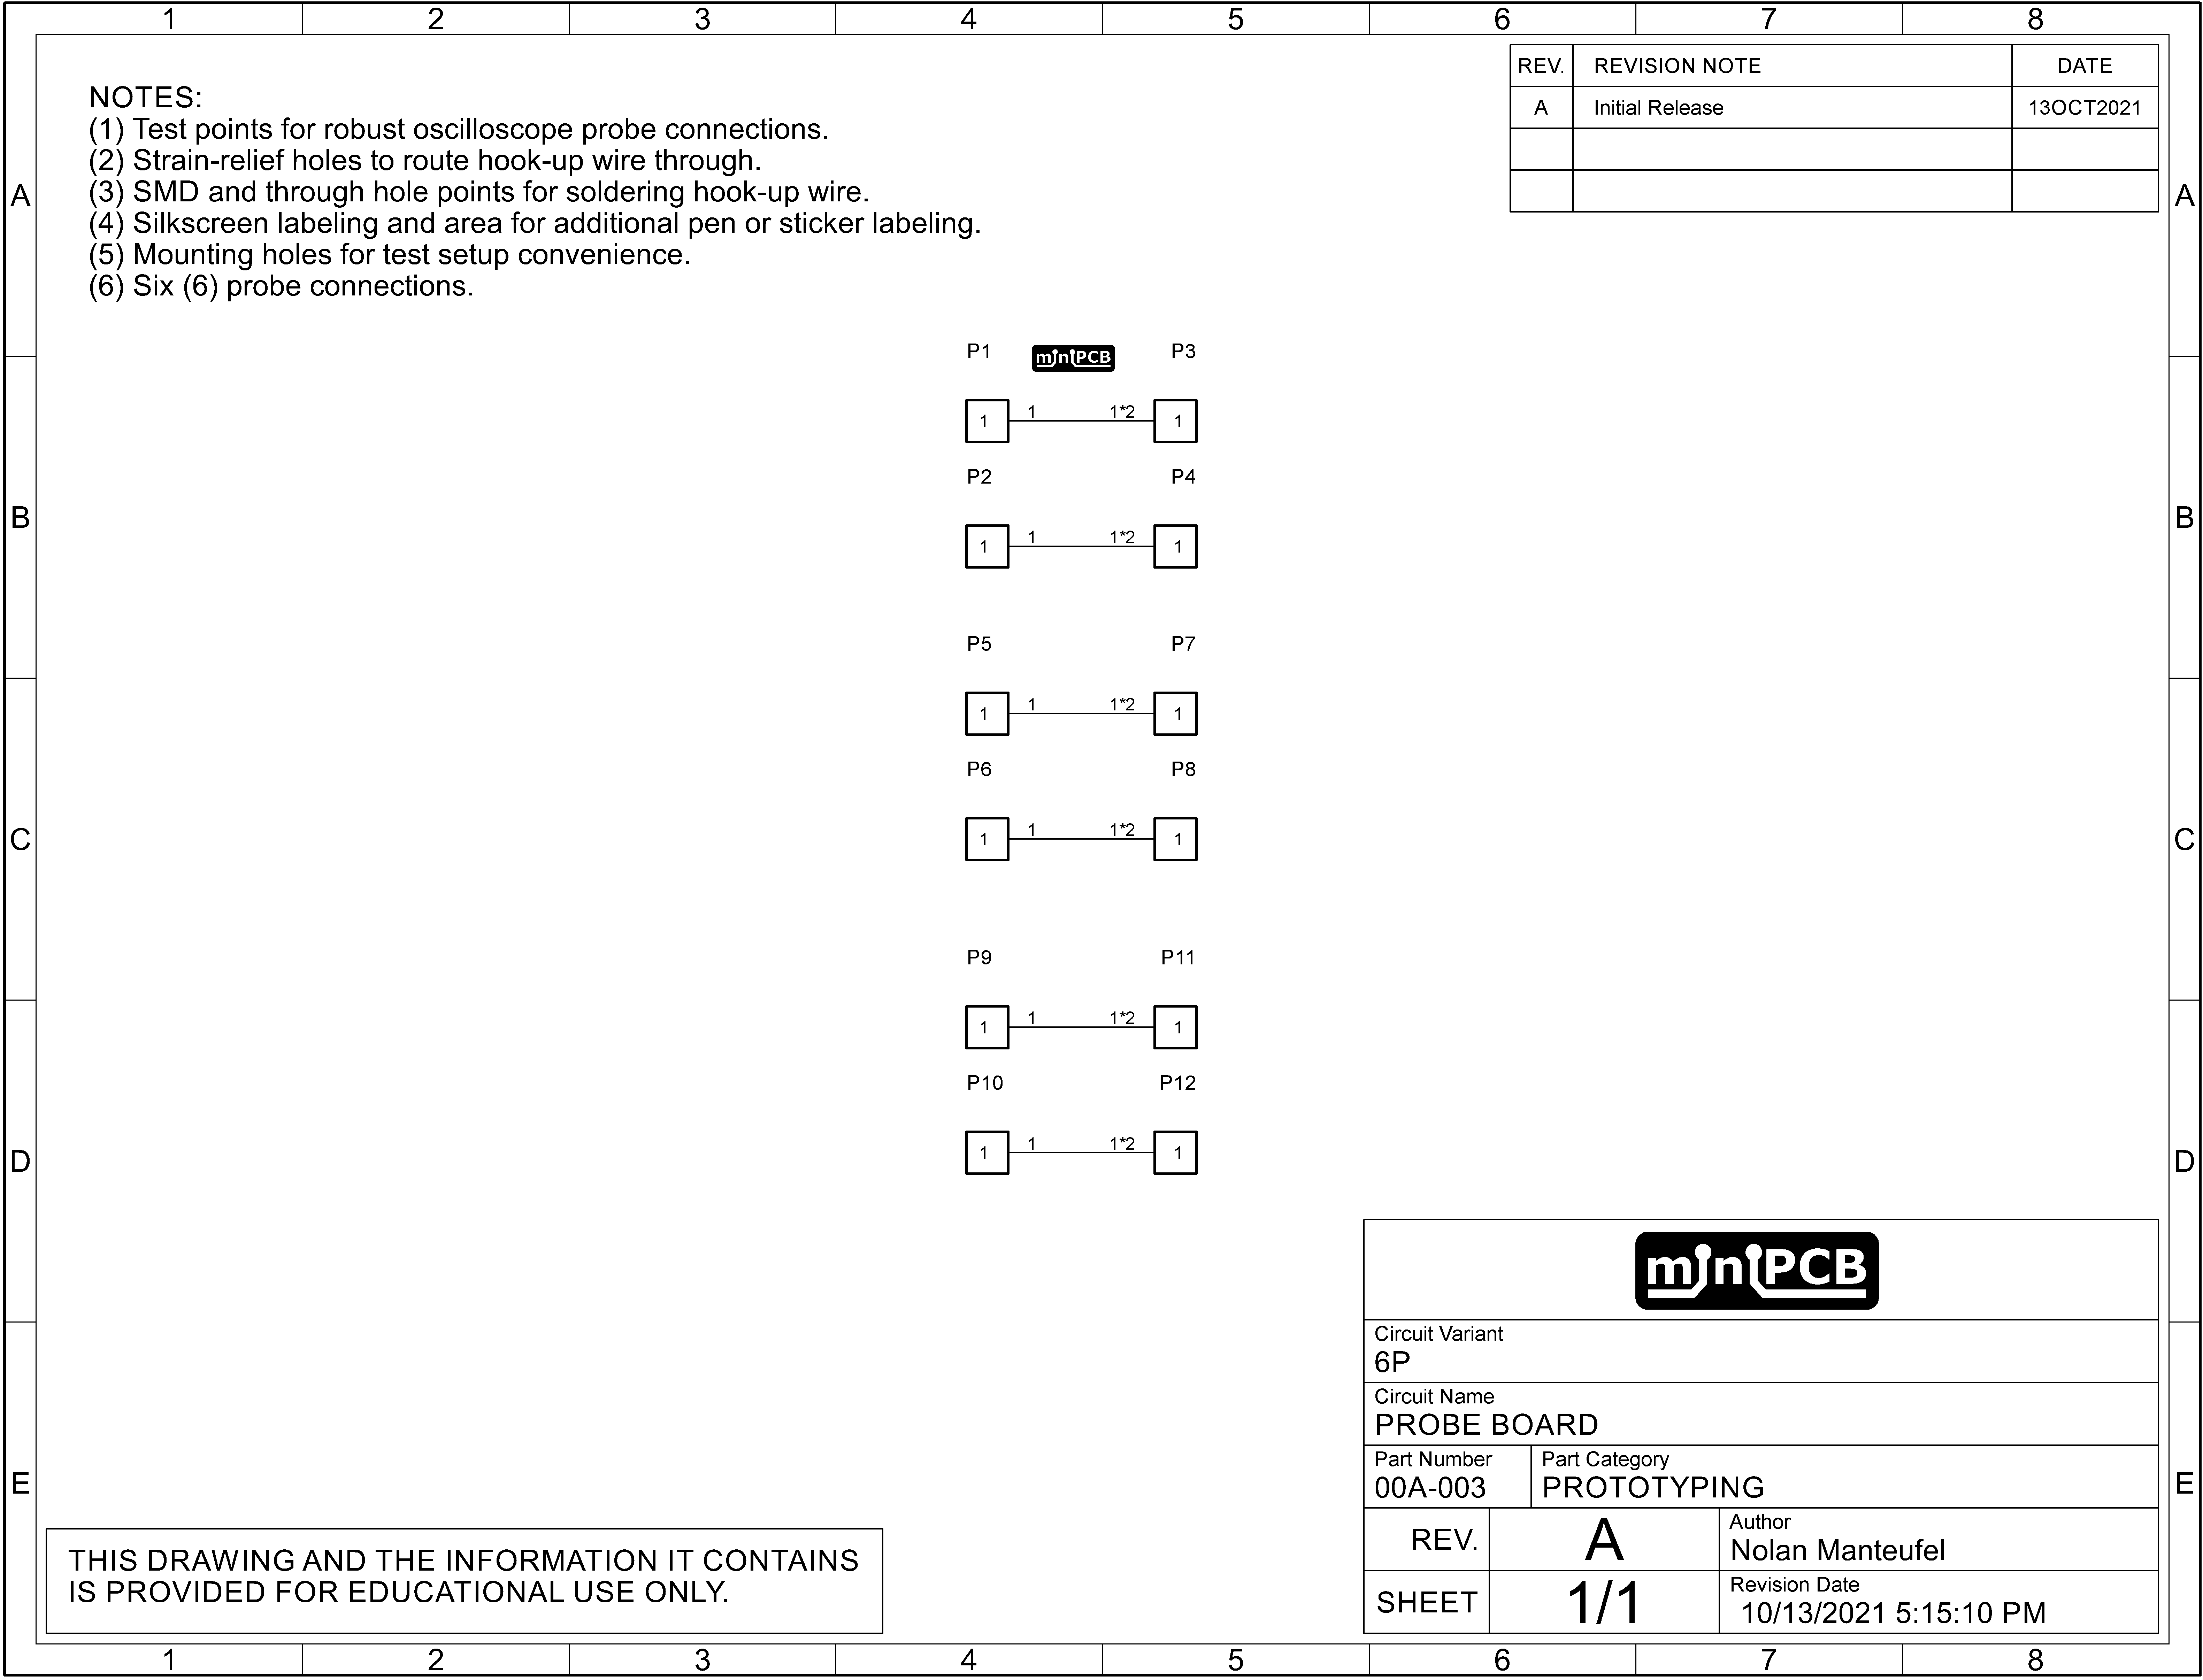 1 2 3 4 5 6 7 8
REV. REVISION NOTE DATE
A Initial Release 13OCT2021
NOTES:
(1) Test points for robust oscilloscope probe connections.
(2) Strain-relief holes to route hook-up wire through.
(3) SMD and through hole points for soldering hook-up wire.
(4) Silkscreen labeling and area for additional pen or sticker labeling.
(5) Mounting holes for test setup convenience.
(6) Six (6) probe connections.
A A
P1 miniPCB P3
1 1 1*2 1
P2 P4
B B
1 1 1*2 1
P5 P7
1 1 1*2 1
P6 P8
C C
1 1 1*2 1
P9 P11
1 1 1*2 1
P10 P12
D D
1 1 1*2 1
miniPCB
Circuit Variant
6P
Circuit Name
PROBE BOARD
Part Number Part Category
00A-003 PROTOTYPING
E E
REV. A Author
Nolan Manteufel
SHEET 1/1 Revision Date
10/13/2021 5:15:10 PM
THIS DRAWING AND THE INFORMATION IT CONTAINS
IS PROVIDED FOR EDUCATIONAL USE ONLY.
1 2 3 4 5 6 7 8